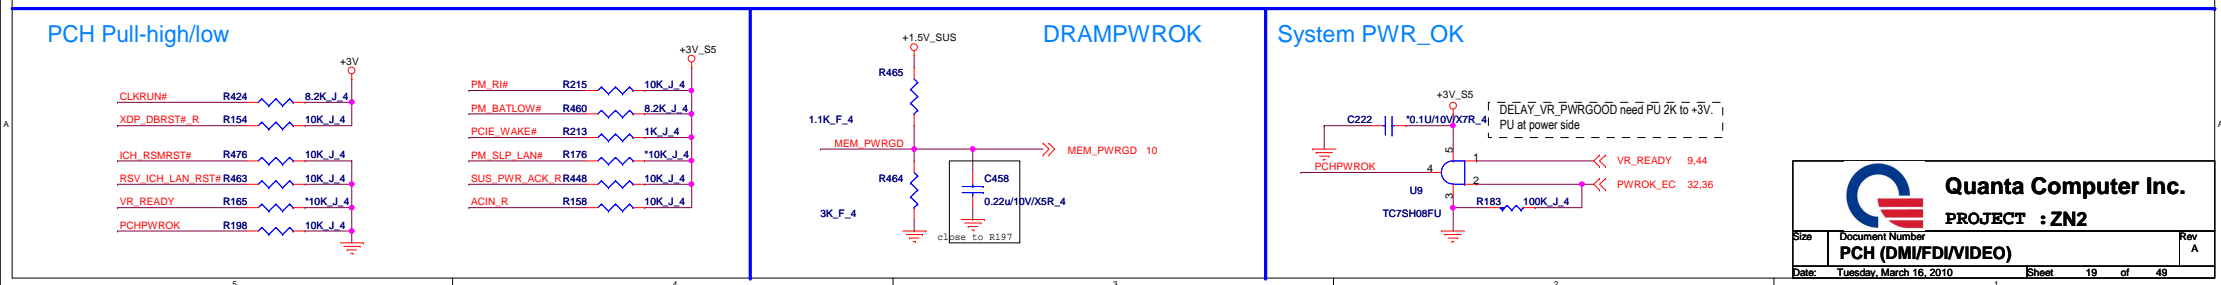 PCH Pull-high/low
+3V
CLKRUN# R424 8.2K_J_4
XDP_DBRST#_R R154 10K_J_4
ICH_RSMRST# R476 10K_J_4
RSV_ICH_LAN_RST# R463 10K_J_4
VR_READY R165 *10K_J_4
PCHPWROK R198 10K_J_4
+3V_S5
PM_RI# R215 10K_J_4
PM_BATLOW# R460 8.2K_J_4
PCIE_WAKE# R213 1K_J_4
PM_SLP_LAN# R176 *10K_J_4
SUS_PWR_ACK_R R448 10K_J_4
ACIN_R R158 10K_J_4
DRAMPWROK
+1.5V_SUS
R465
1.1K_F_4
MEM_PWRGD
MEM_PWRGD 10
R464
3K_F_4
C458
0.22u/10V/X5R_4
close to R197
System PWR_OK
+3V_S5
DELAY_VR_PWRGOOD need PU 2K to +3V.
PU at power side
C222 *0.1U/10V/X7R_4
5
1
VR_READY 9,44
PCHPWROK 4
2
PWROK_EC 32,36
U9
3
R183 100K_J_4
TC7SH08FU
Quanta Computer Inc.
PROJECT : ZN2
Size Document Number Rev
PCH (DMI/FDI/VIDEO) A
Date: Tuesday, March 16, 2010 Sheet 19 of 49
A
A
5 4 3 2 1